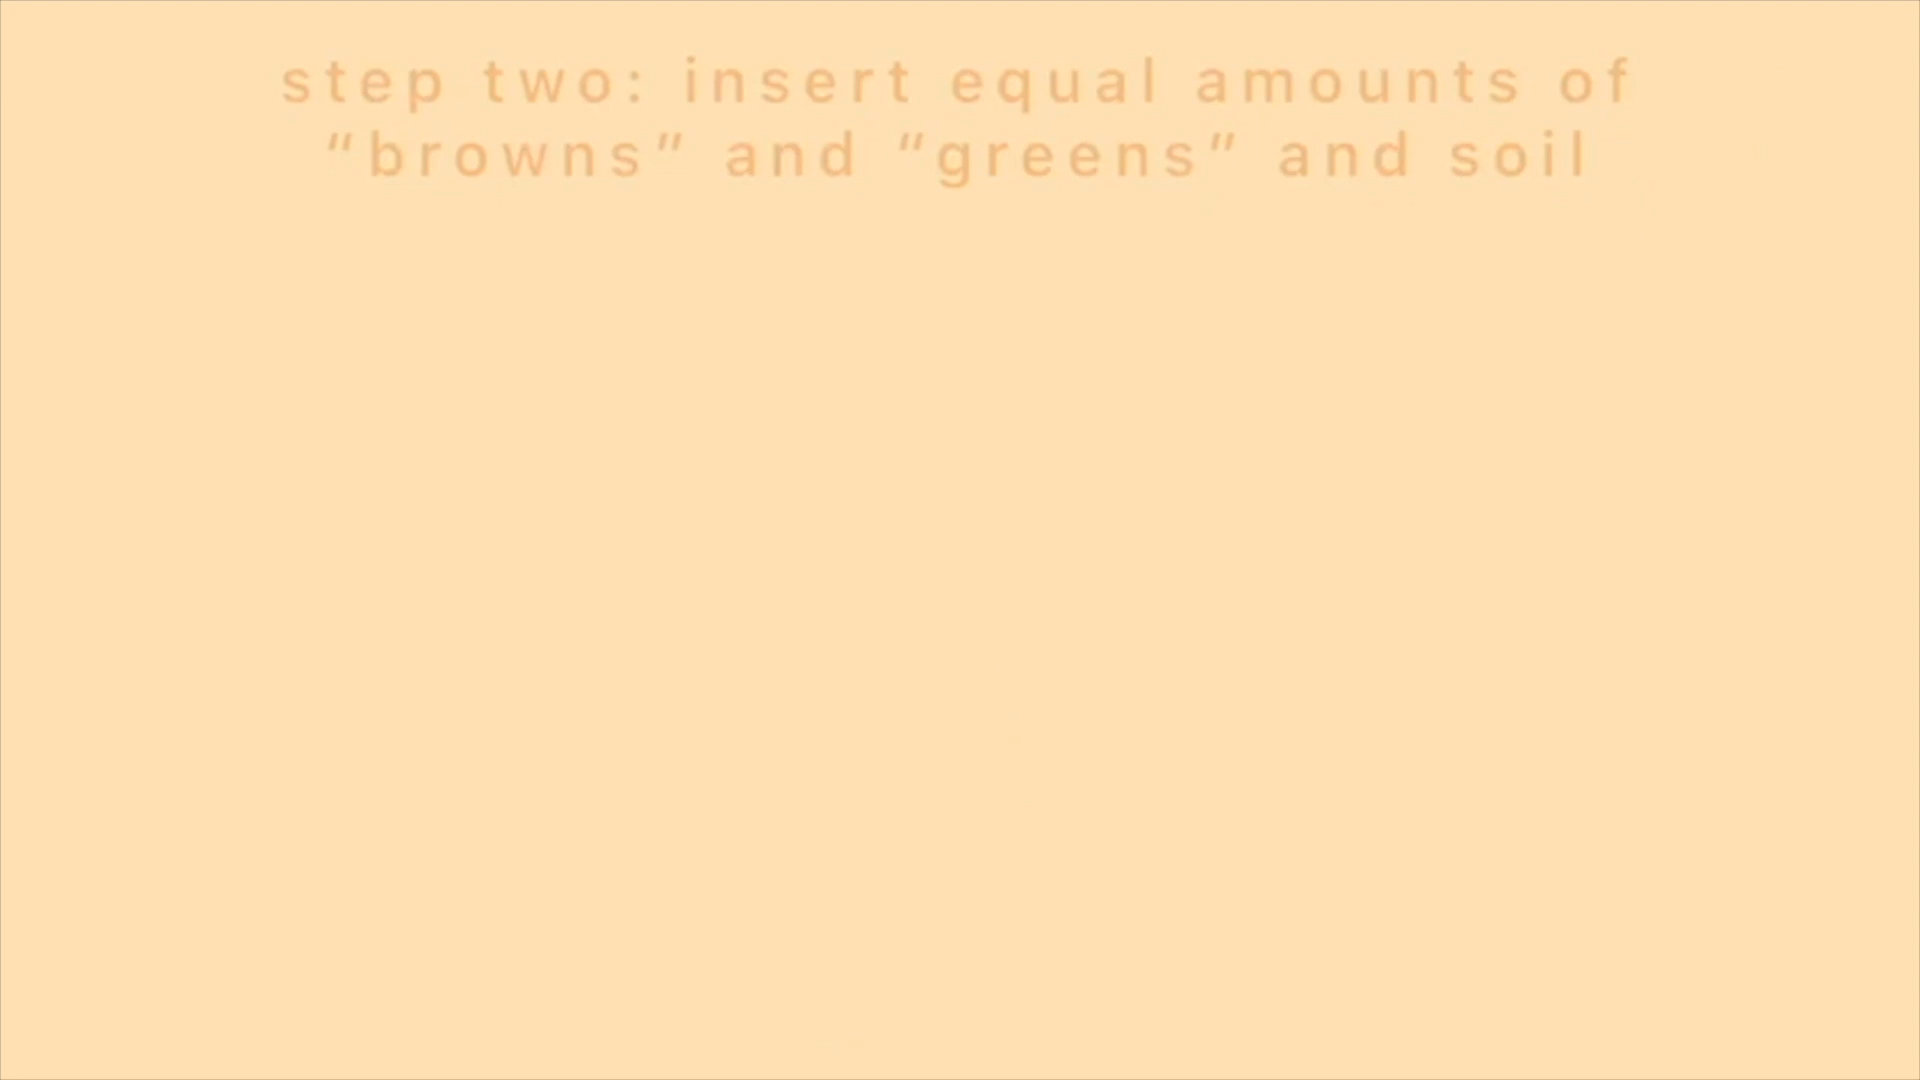 step two: insert equal amounts of
“browns” and “greens” and soil